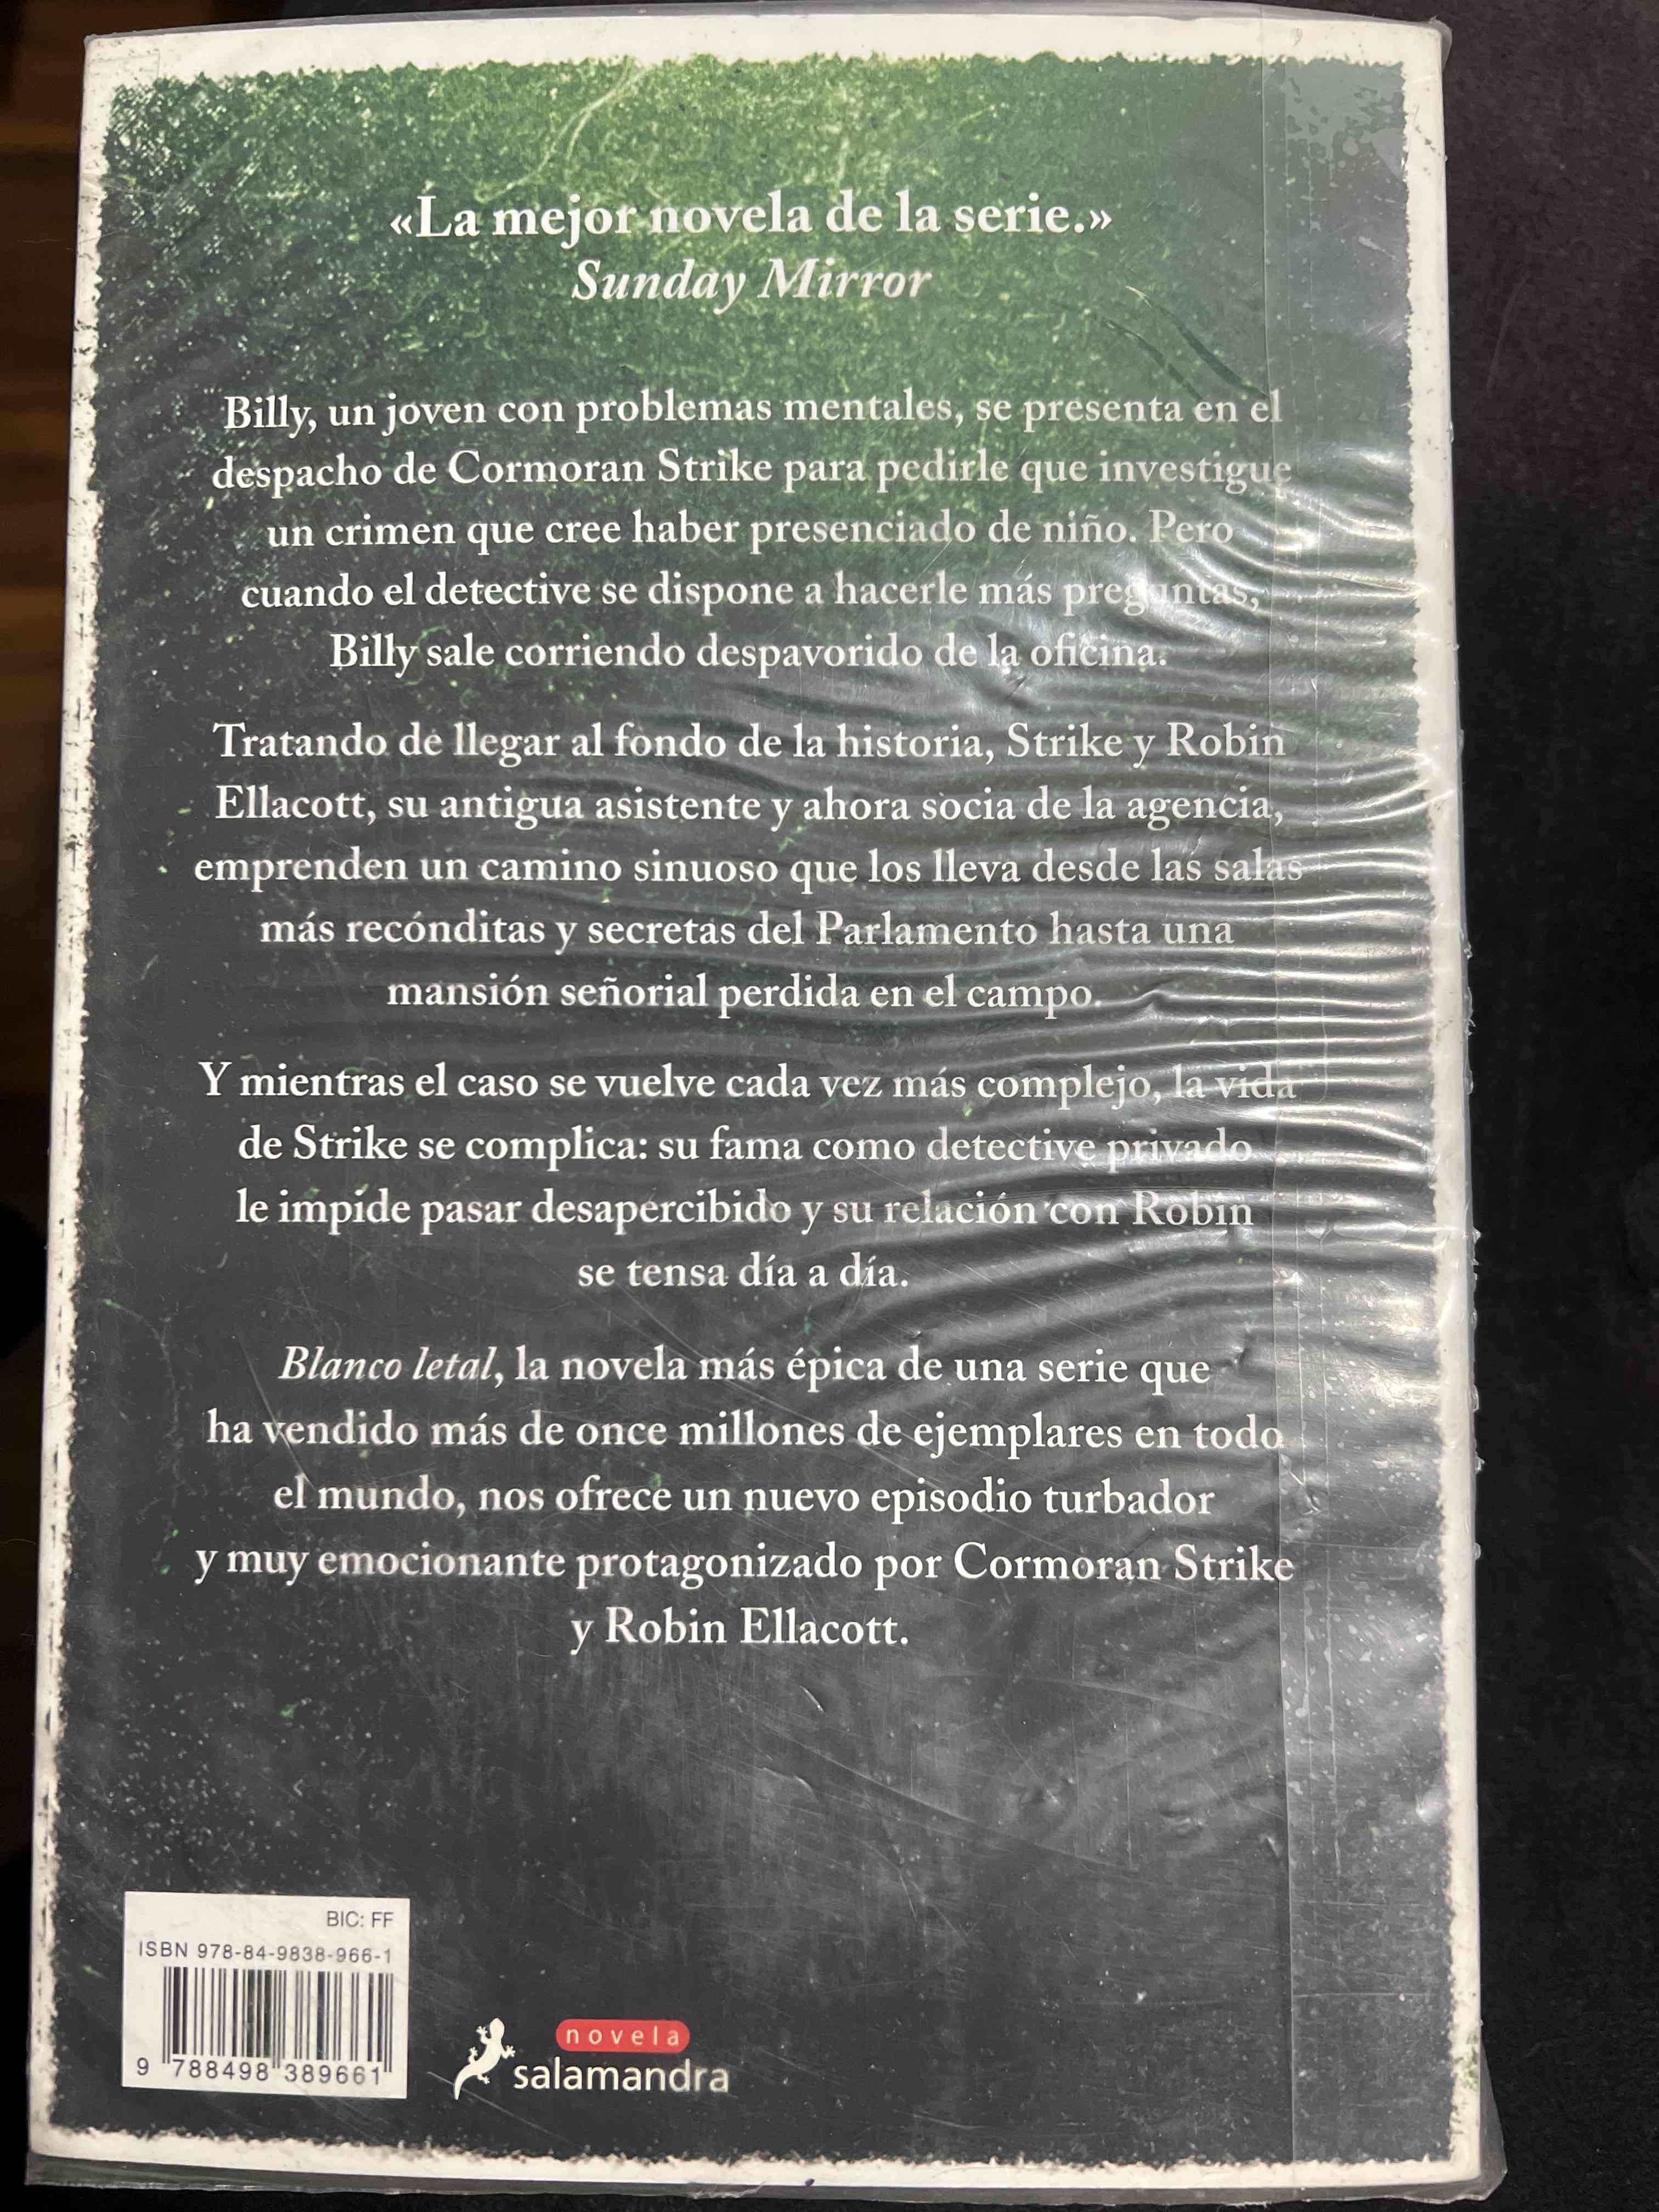 «La mejor novela de la serie.»
Sunday Mirror
Billy, un joven con problemas mentales, se presenta en el
despacho de Cormoran Strike para pedirle que investigue
un crimen que cree haber presenciado de niño. Pero
cuando el detective se dispone a hacerle más preguntas,
Billy sale corriendo despavorido de la oficina.
Tratando de llegar al fondo de la historia, Strike y Robin
Ellacott, su antigua asistente y ahora socia de la agencia,
emprenden un camino sinuoso que los lleva desde las salas
más recónditas y secretas del Parlamento hasta una
mansión señorial perdida en el campo.
Y mientras el caso se vuelve cada vez más complejo, la vida
de Strike se complica: su fama como detective privado
le impide pasar desapercibido y su relación con Robin
se tensa día a día.
Blanco letal, la novela más épica de una serie que
ha vendido más de once millones de ejemplares en todo
el mundo, nos ofrece un nuevo episodio turbador
y muy emocionante protagonizado por Cormoran Strike
y Robin Ellacott.
BIC: FF
ISBN 978-84-9838-966-1
9 788498 389661
novela
salamandra